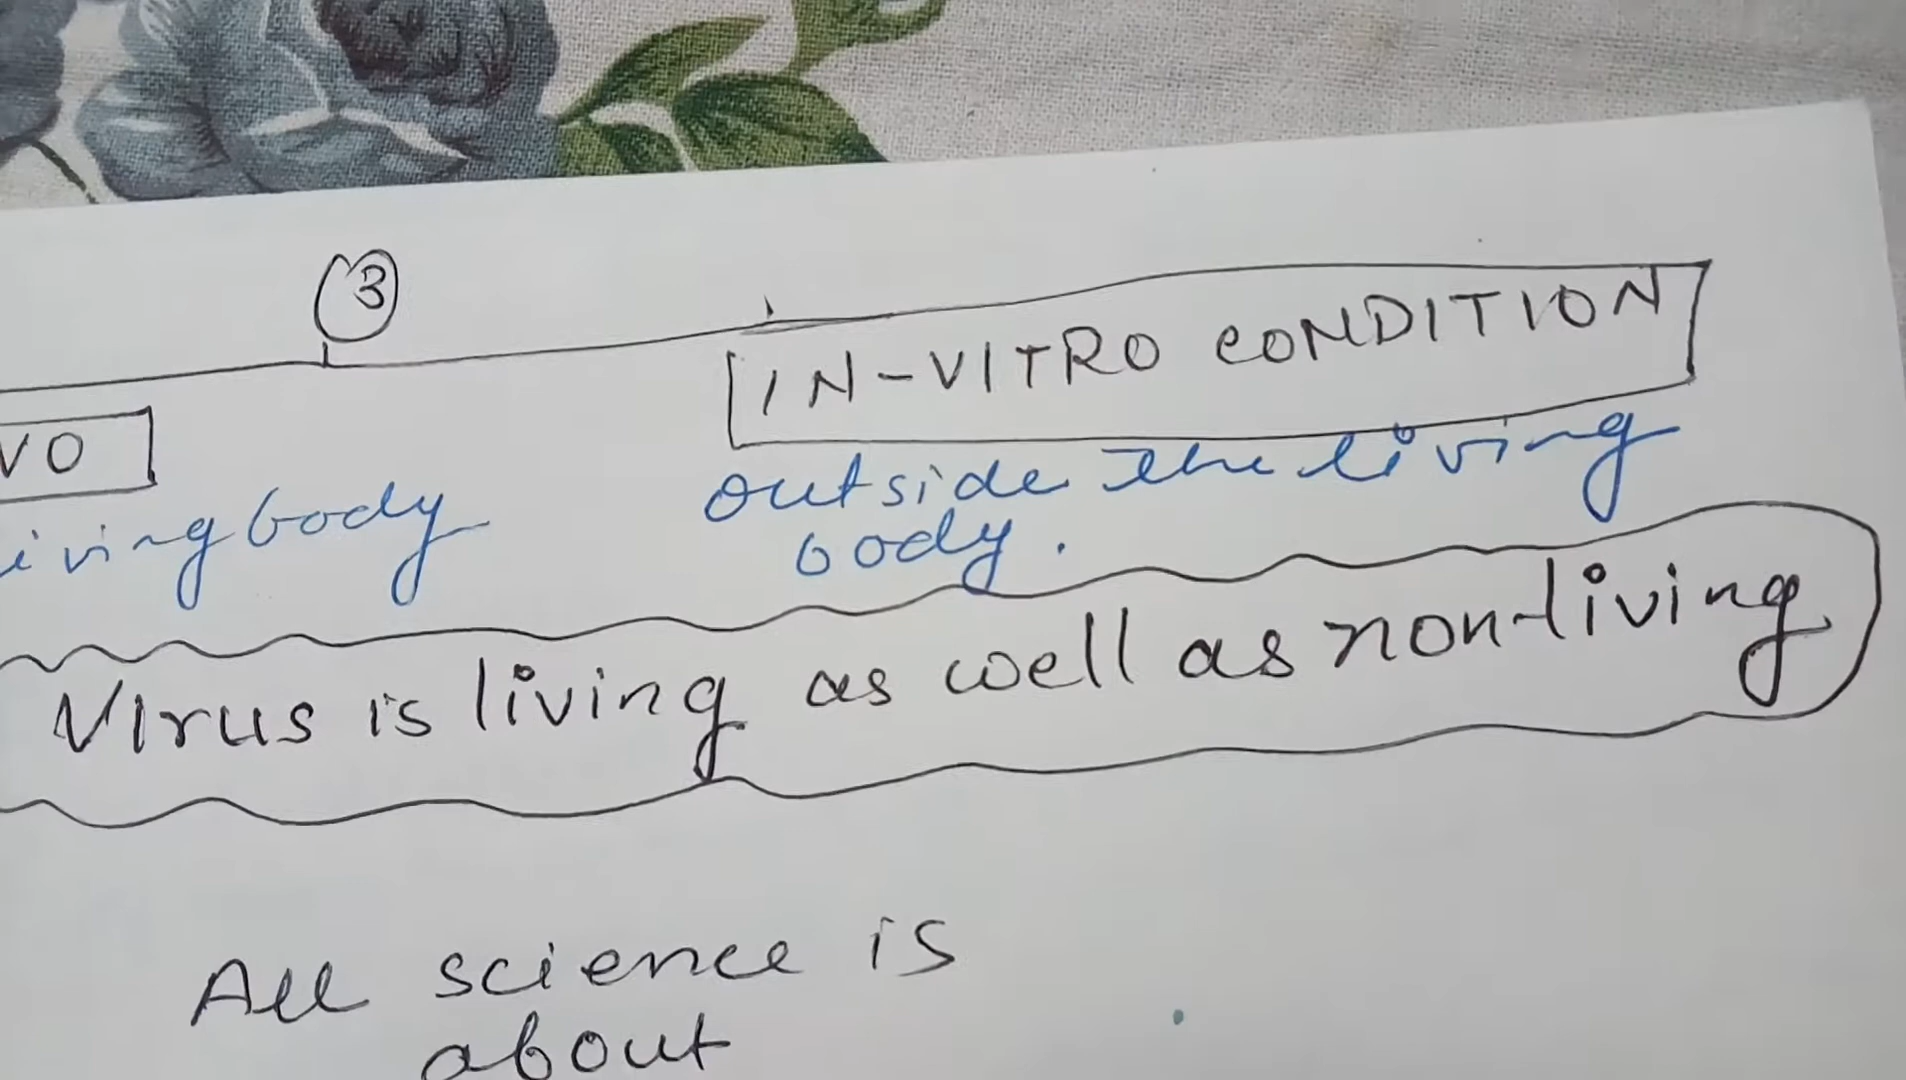 3
IN-VITRO CONDITION
VO
outside the living
body.
iving body
Virus is living as well as non-living
All science is
about